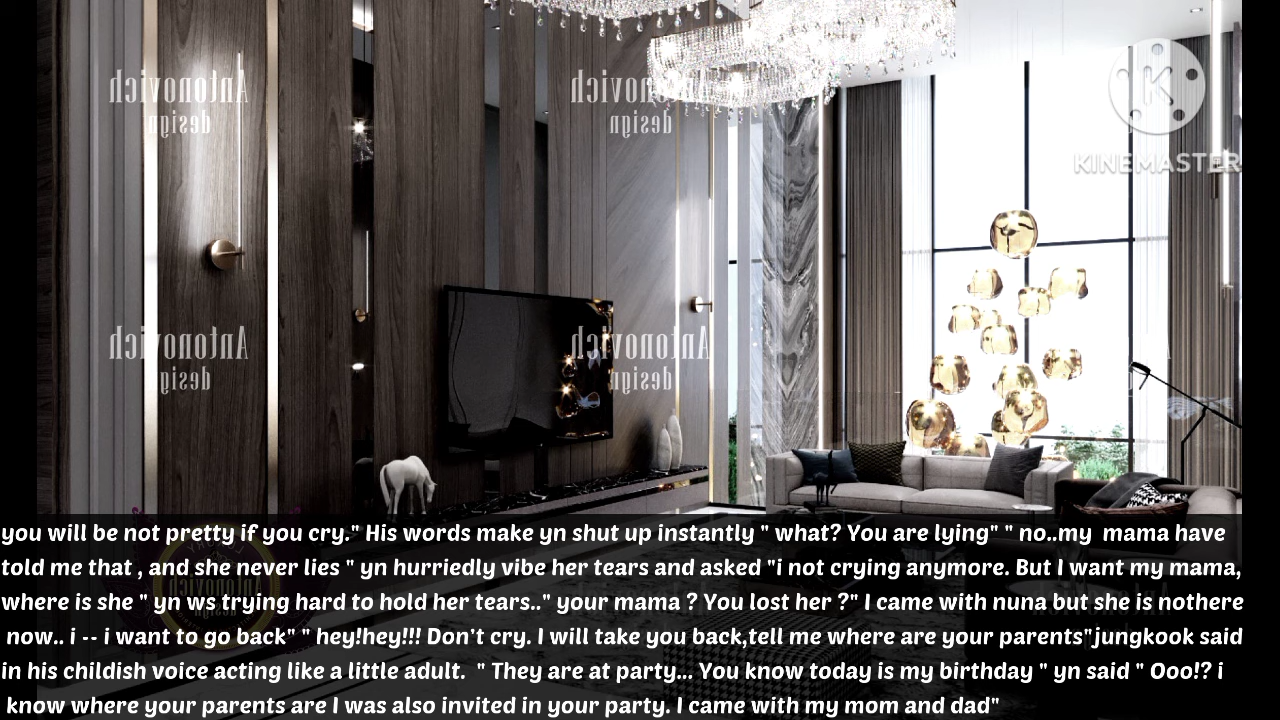 Antonovich
design
Antonovich
design
KINEMASTER
Antonovich
design
Antonovich
design
you will be not pretty if you cry." His words make yn shut up instantly " what? You are lying" " no..my mama have
told me that , and she never lies " yn hurriedly vibe her tears and asked "i not crying anymore. But I want my mama,
where is she " yn ws trying hard to hold her tears.." your mama ? You lost her ?" I came with nuna but she is nothere
now.. i -- i want to go back" " hey!hey!!! Don't cry. I will take you back,tell me where are your parents"jungkook said
in his childish voice acting like a little adult. " They are at party... You know today is my birthday " yn said " Ooo!? i
know where your parents are I was also invited in your party. I came with my mom and dad"